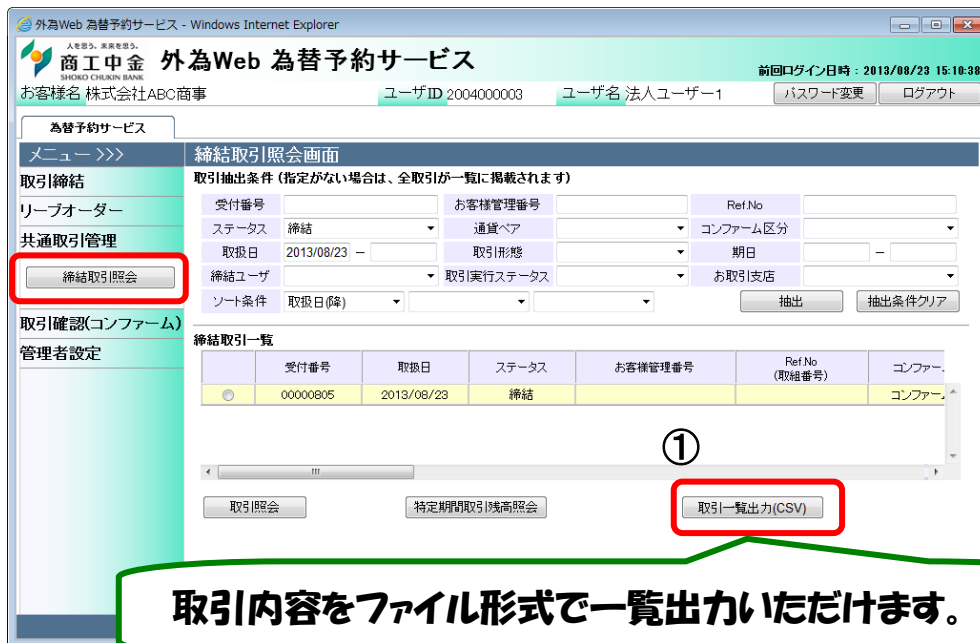 外為Web 為替予約サービス - Windows Internet Explorer
人を思う。未来を思う。
商工中金
SHOKO CHUKIN BANK
外為Web 為替予約サービス
前回ログイン日時 : 2013/08/23 15:10:38
お客様名 株式会社ABC商事 ユーザID 2004000003 ユーザ名 法人ユーザー1 パスワード変更 ログアウト
為替予約サービス
メニュー >>>
取引締結
リーブオーダー
共通取引管理
締結取引照会
取引確認(コンファーム)
管理者設定
締結取引照会画面
取引抽出条件 (指定がない場合は、全取引が一覧に掲載されます)
受付番号 お客様管理番号 Ref.No
ステータス 締結 通貨ペア コンファーム区分
取扱日 2013/08/23 – 取引形態 期日 –
締結ユーザ 取引実行ステータス お取引支店
ソート条件 取扱日(降) 抽出 抽出条件クリア
締結取引一覧
受付番号 取扱日 ステータス お客様管理番号 Ref.No (取組番号) コンファー.
00000805 2013/08/23 締結 コンファー.
①
取引照会 特定期間取引残高照会 取引一覧出力(CSV)
取引内容をファイル形式で一覧出力いただけます。